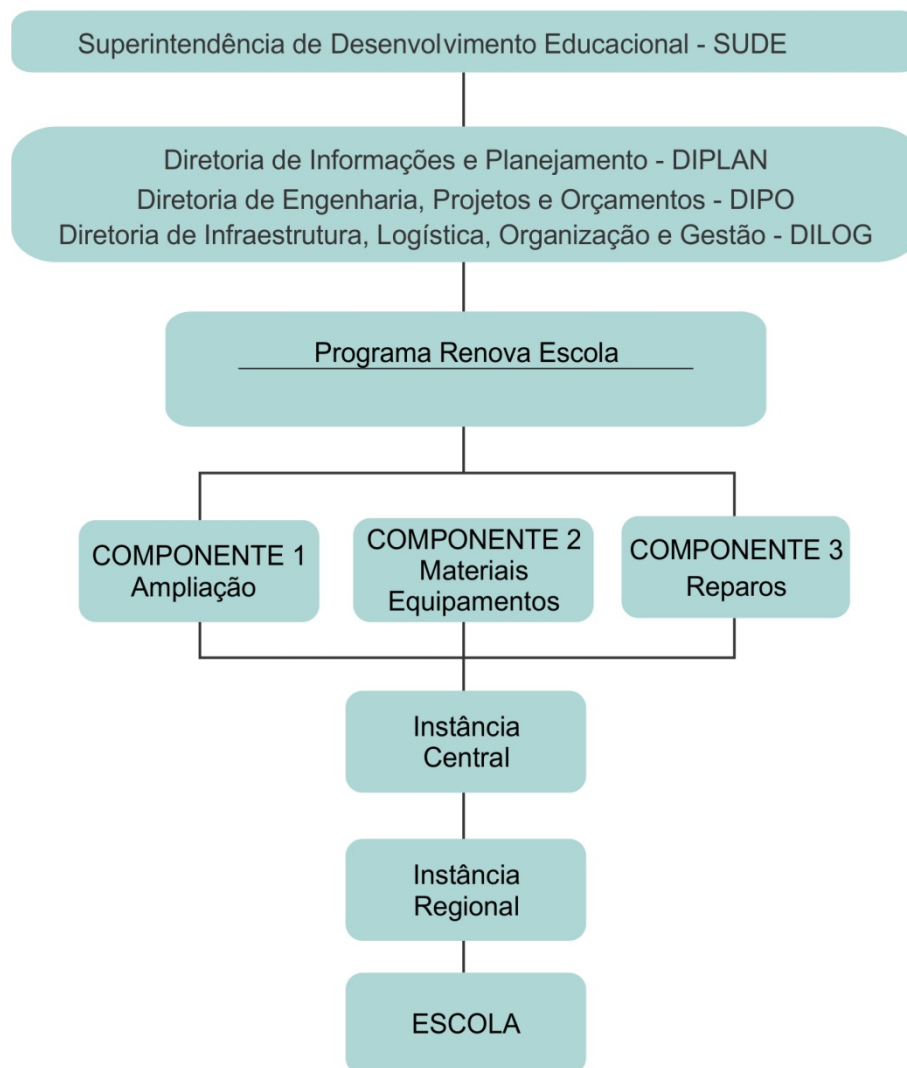 Superintendência de Desenvolvimento Educacional - SUDE
Diretoria de Informações e Planejamento - DIPLAN
Diretoria de Engenharia, Projetos e Orçamentos - DIPO
Diretoria de Infraestrutura, Logística, Organização e Gestão - DILOG
Programa Renova Escola
COMPONENTE 1
Ampliação
COMPONENTE 2
Materiais
Equipamentos
COMPONENTE 3
Reparos
Instância
Central
Instância
Regional
ESCOLA